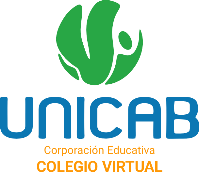 UNICAB
Corporación Educativa
COLEGIO VIRTUAL